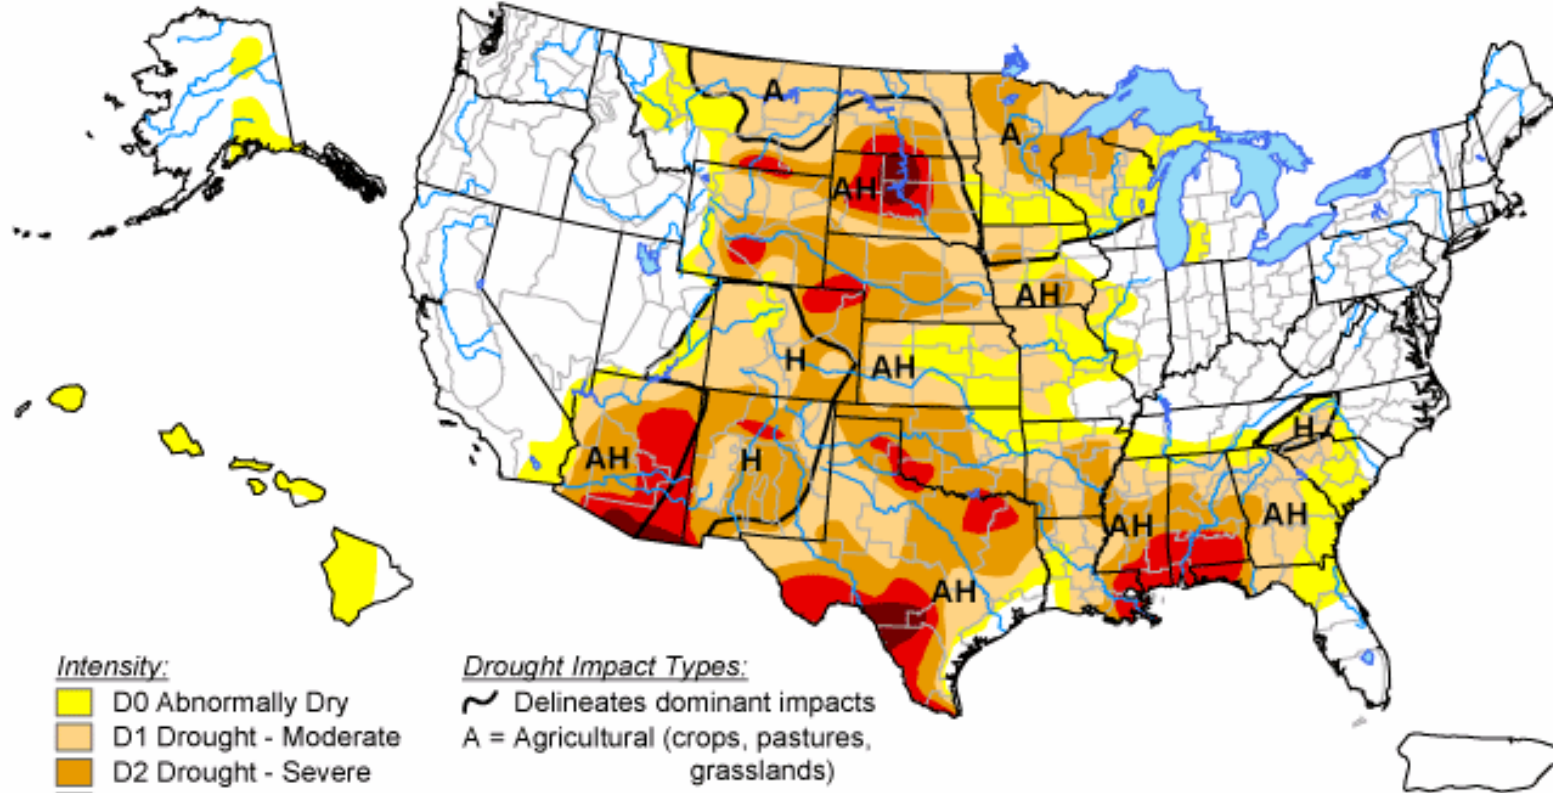 A
A
AH
AH
H
AH
AH
H
H
AH
AH
AH
Intensity:
D0 Abnormally Dry
D1 Drought - Moderate
D2 Drought - Severe
Drought Impact Types:
Delineates dominant impacts
A = Agricultural (crops, pastures,
grasslands)